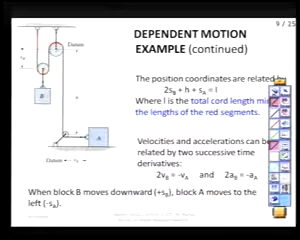 9 / 25
DEPENDENT MOTION
EXAMPLE (continued)
Datum
The position coordinates are related by
2sB + h + sA = l
Where l is the total cord length
the lengths of the red segments.
B
A
Datum
Velocities and accelerations can be
related by two successive time
derivatives:
2vB = -vA and 2aB = -aA
When block B moves downward (+sB), block A moves to the
left (-sA).